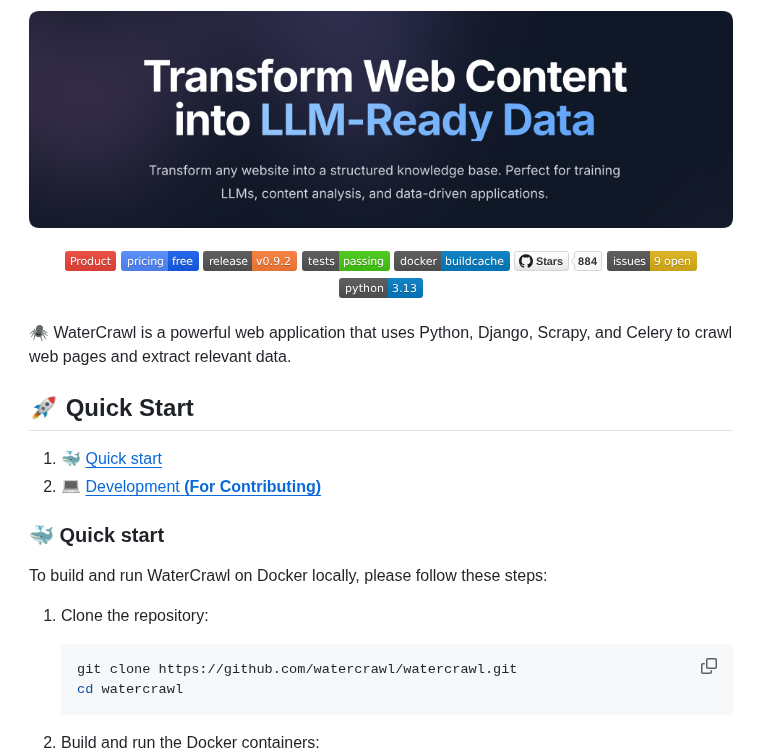 Transform Web Content
into LLM-Ready Data
Transform any website into a structured knowledge base. Perfect for training
LLMs, content analysis, and data-driven applications.
Product pricing free release v0.9.2 tests passing docker buildcache Stars 884 issues 9 open
python 3.13
🕷️ WaterCrawl is a powerful web application that uses Python, Django, Scrapy, and Celery to crawl
web pages and extract relevant data.
🚀 Quick Start
1. 🐳 Quick start
2. 💻 Development (For Contributing)
🐳 Quick start
To build and run WaterCrawl on Docker locally, please follow these steps:
1. Clone the repository:
git clone https://github.com/watercrawl/watercrawl.git
cd watercrawl
2. Build and run the Docker containers: